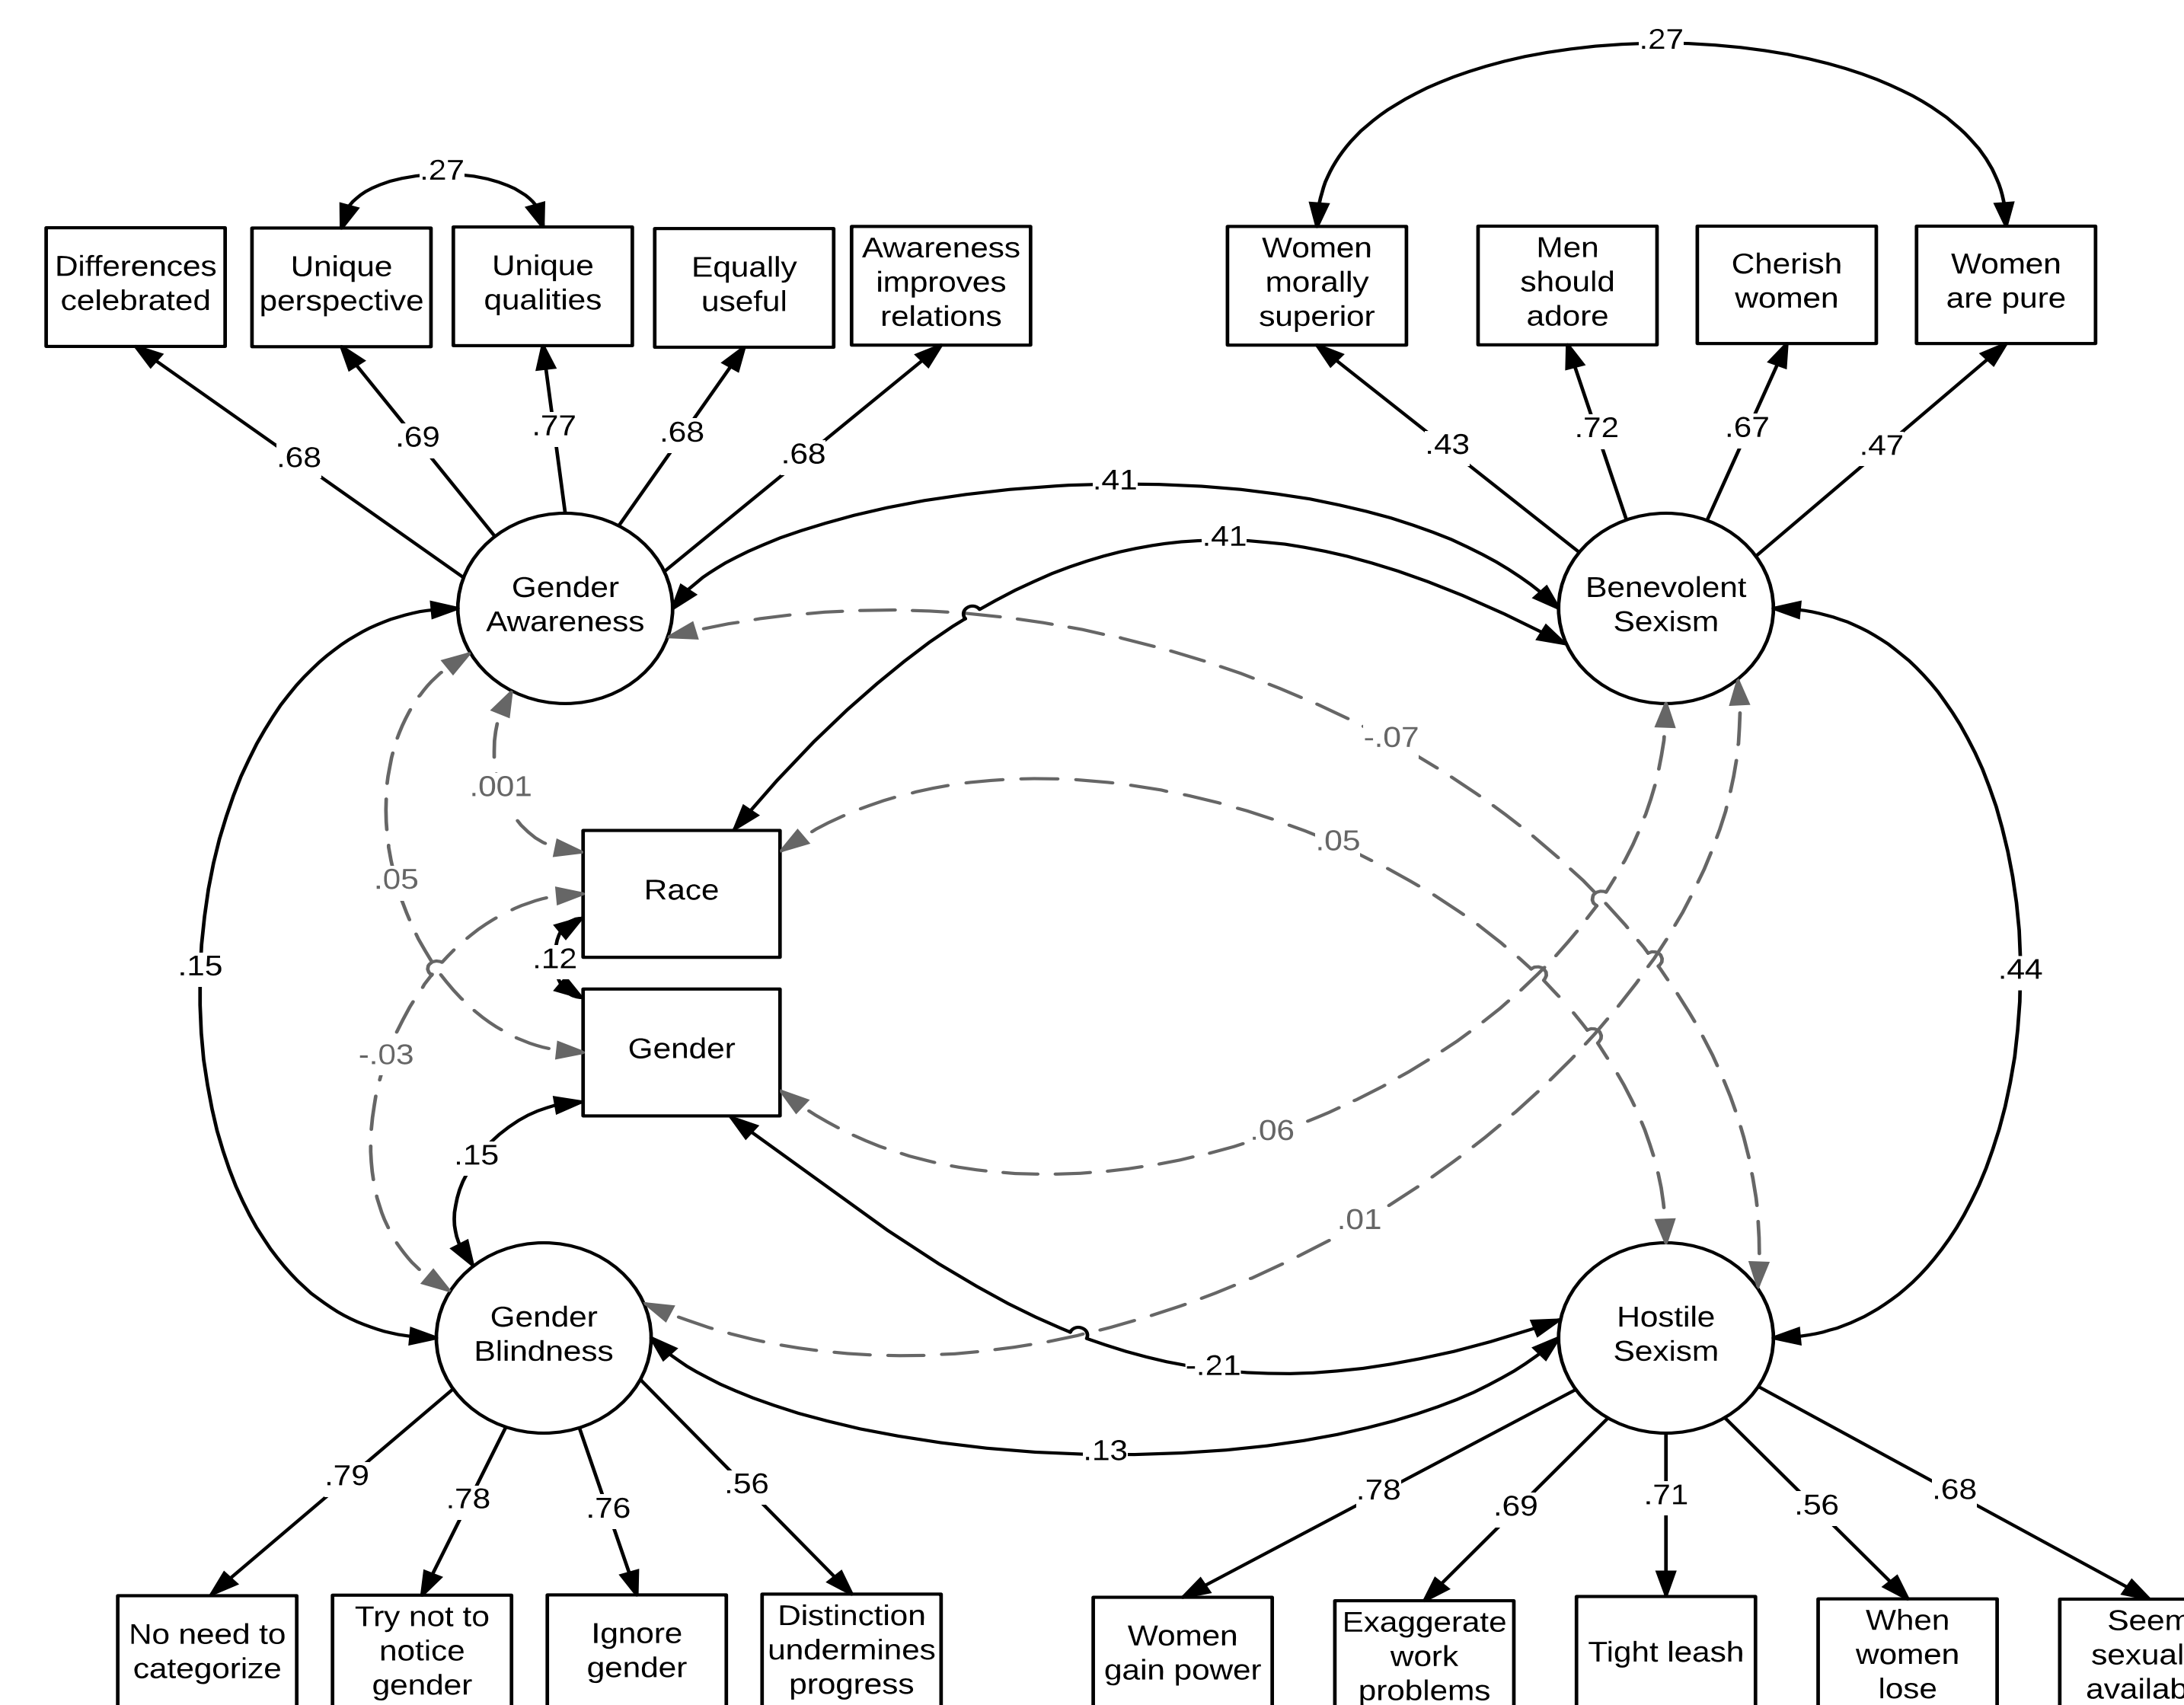 .27
.27
Differences
celebrated
Unique
perspective
Unique
qualities
Equally
useful
Awareness
improves
relations
Women
morally
superior
Men
should
adore
Cherish
women
Women
are pure
.68
.69
.77
.68
.68
.43
.72
.67
.47
.41
.41
Gender
Awareness
Benevolent
Sexism
-.07
.001
.05
.05
Race
.12
.15
.44
Gender
-.03
.06
.15
.01
Gender
Blindness
Hostile
Sexism
-.21
.13
.79
.78
.76
.56
.78
.69
.71
.56
.68
No need to
categorize
Try not to
notice
gender
Ignore
gender
Distinction
undermines
progress
Women
gain power
Exaggerate
work
problems
Tight leash
When
women
lose